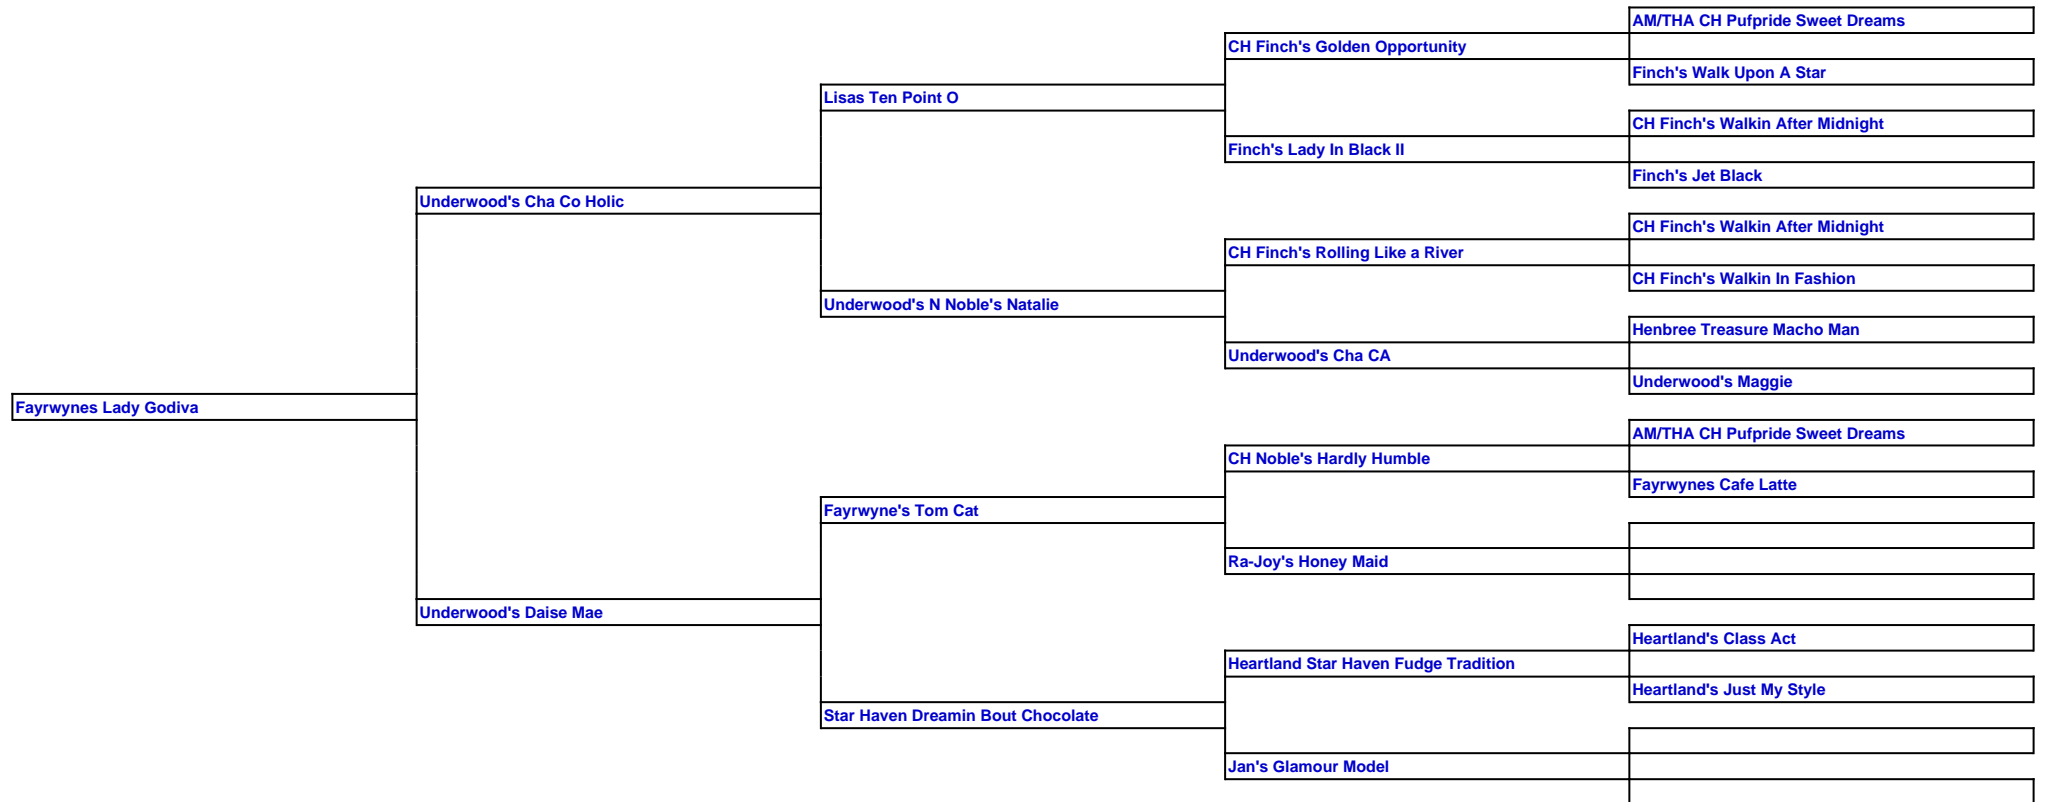 AM/THA CH Pufpride Sweet Dreams
CH Finch's Golden Opportunity
Finch's Walk Upon A Star
Lisas Ten Point O
CH Finch's Walkin After Midnight
Finch's Lady In Black II
Finch's Jet Black
Underwood's Cha Co Holic
CH Finch's Walkin After Midnight
CH Finch's Rolling Like a River
CH Finch's Walkin In Fashion
Underwood's N Noble's Natalie
Henbree Treasure Macho Man
Underwood's Cha CA
Underwood's Maggie
Fayrwynes Lady Godiva
AM/THA CH Pufpride Sweet Dreams
CH Noble's Hardly Humble
Fayrwynes Cafe Latte
Fayrwyne's Tom Cat
Ra-Joy's Honey Maid
Underwood's Daise Mae
Heartland's Class Act
Heartland Star Haven Fudge Tradition
Heartland's Just My Style
Star Haven Dreamin Bout Chocolate
Jan's Glamour Model